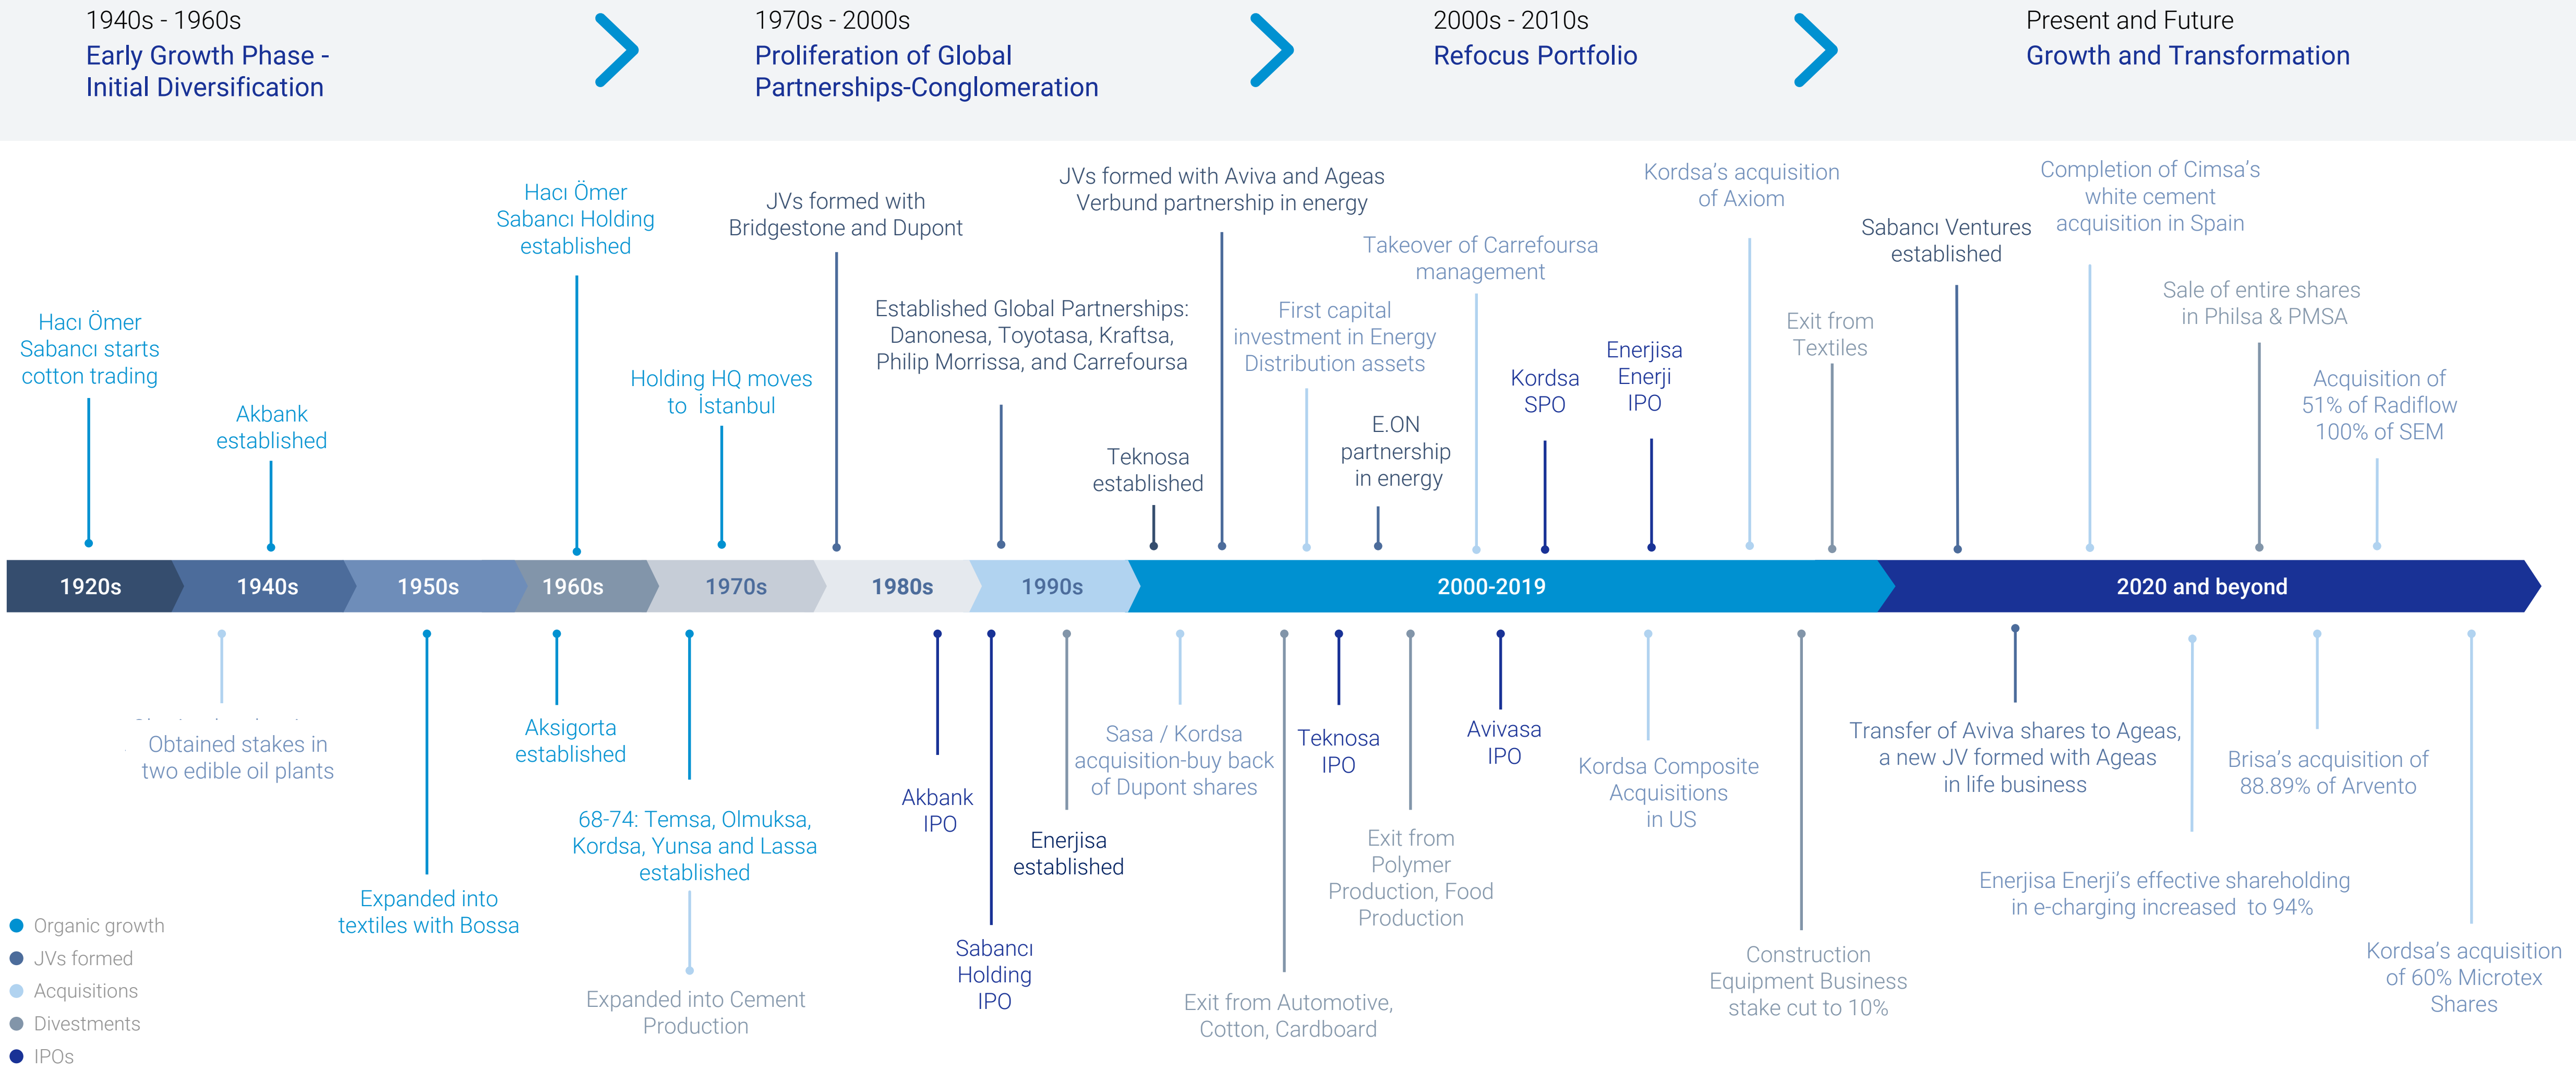 1940s - 1960s
Early Growth Phase -
Initial Diversification
1970s - 2000s
Proliferation of Global
Partnerships-Conglomeration
2000s - 2010s
Refocus Portfolio
Present and Future
Growth and Transformation
Hacı Ömer
Sabancı starts
cotton trading
Akbank
established
Hacı Ömer
Sabancı Holding
established
Holding HQ moves
to İstanbul
JVs formed with
Bridgestone and Dupont
Established Global Partnerships:
Danonesa, Toyotasa, Kraftsa,
Philip Morrissa, and Carrefoursa
Teknosa
established
JVs formed with Aviva and Ageas
Verbund partnership in energy
First capital
investment in Energy
Distribution assets
E.ON
partnership
in energy
Takeover of Carrefoursa
management
Kordsa
SPO
Enerjisa
Enerji
IPO
Kordsa’s acquisition
of Axiom
Exit from
Textiles
Sabancı Ventures
established
Completion of Cimsa’s
white cement
acquisition in Spain
Sale of entire shares
in Philsa & PMSA
Acquisition of
51% of Radiflow
100% of SEM
1920s
1940s
1950s
1960s
1970s
1980s
1990s
2000-2019
2020 and beyond
Obtained stakes in
two edible oil plants
Expanded into
textiles with Bossa
Aksigorta
established
68-74: Temsa, Olmuksa,
Kordsa, Yunsa and Lassa
established
Expanded into Cement
Production
Akbank
IPO
Sabancı
Holding
IPO
Enerjisa
established
Sasa / Kordsa
acquisition-buy back
of Dupont shares
Exit from Automotive,
Cotton, Cardboard
Teknosa
IPO
Exit from
Polymer
Production, Food
Production
Avivasa
IPO
Kordsa Composite
Acquisitions
in US
Construction
Equipment Business
stake cut to 10%
Transfer of Aviva shares to Ageas,
a new JV formed with Ageas
in life business
Enerjisa Enerji’s effective shareholding
in e-charging increased to 94%
Brisa’s acquisition of
88.89% of Arvento
Kordsa’s acquisition
of 60% Microtex
Shares
Organic growth
JVs formed
Acquisitions
Divestments
IPOs